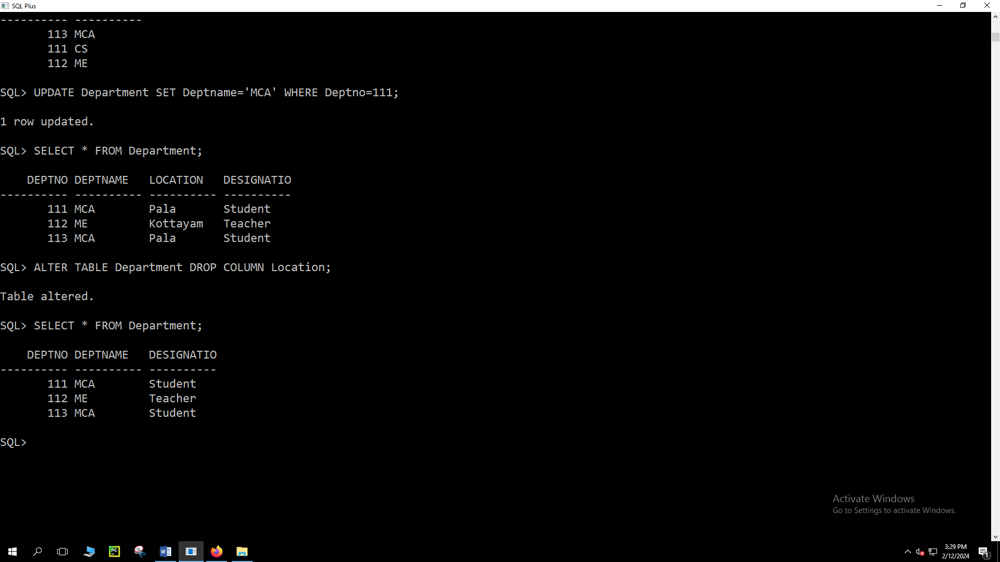 SQL Plus
---------- ----------
       113 MCA
       111 CS
       112 ME
SQL> UPDATE Department SET Deptname='MCA' WHERE Deptno=111;
1 row updated.
SQL> SELECT * FROM Department;
    DEPTNO DEPTNAME   LOCATION   DESIGNATIO
---------- ---------- ---------- ----------
       111 MCA        Pala       Student
       112 ME         Kottayam   Teacher
       113 MCA        Pala       Student
SQL> ALTER TABLE Department DROP COLUMN Location;
Table altered.
SQL> SELECT * FROM Department;
    DEPTNO DEPTNAME   DESIGNATIO
---------- ---------- ----------
       111 MCA        Student
       112 ME         Teacher
       113 MCA        Student
SQL>
Activate Windows
Go to Settings to activate Windows.
PC
W
3:29 PM
2/12/2024
1